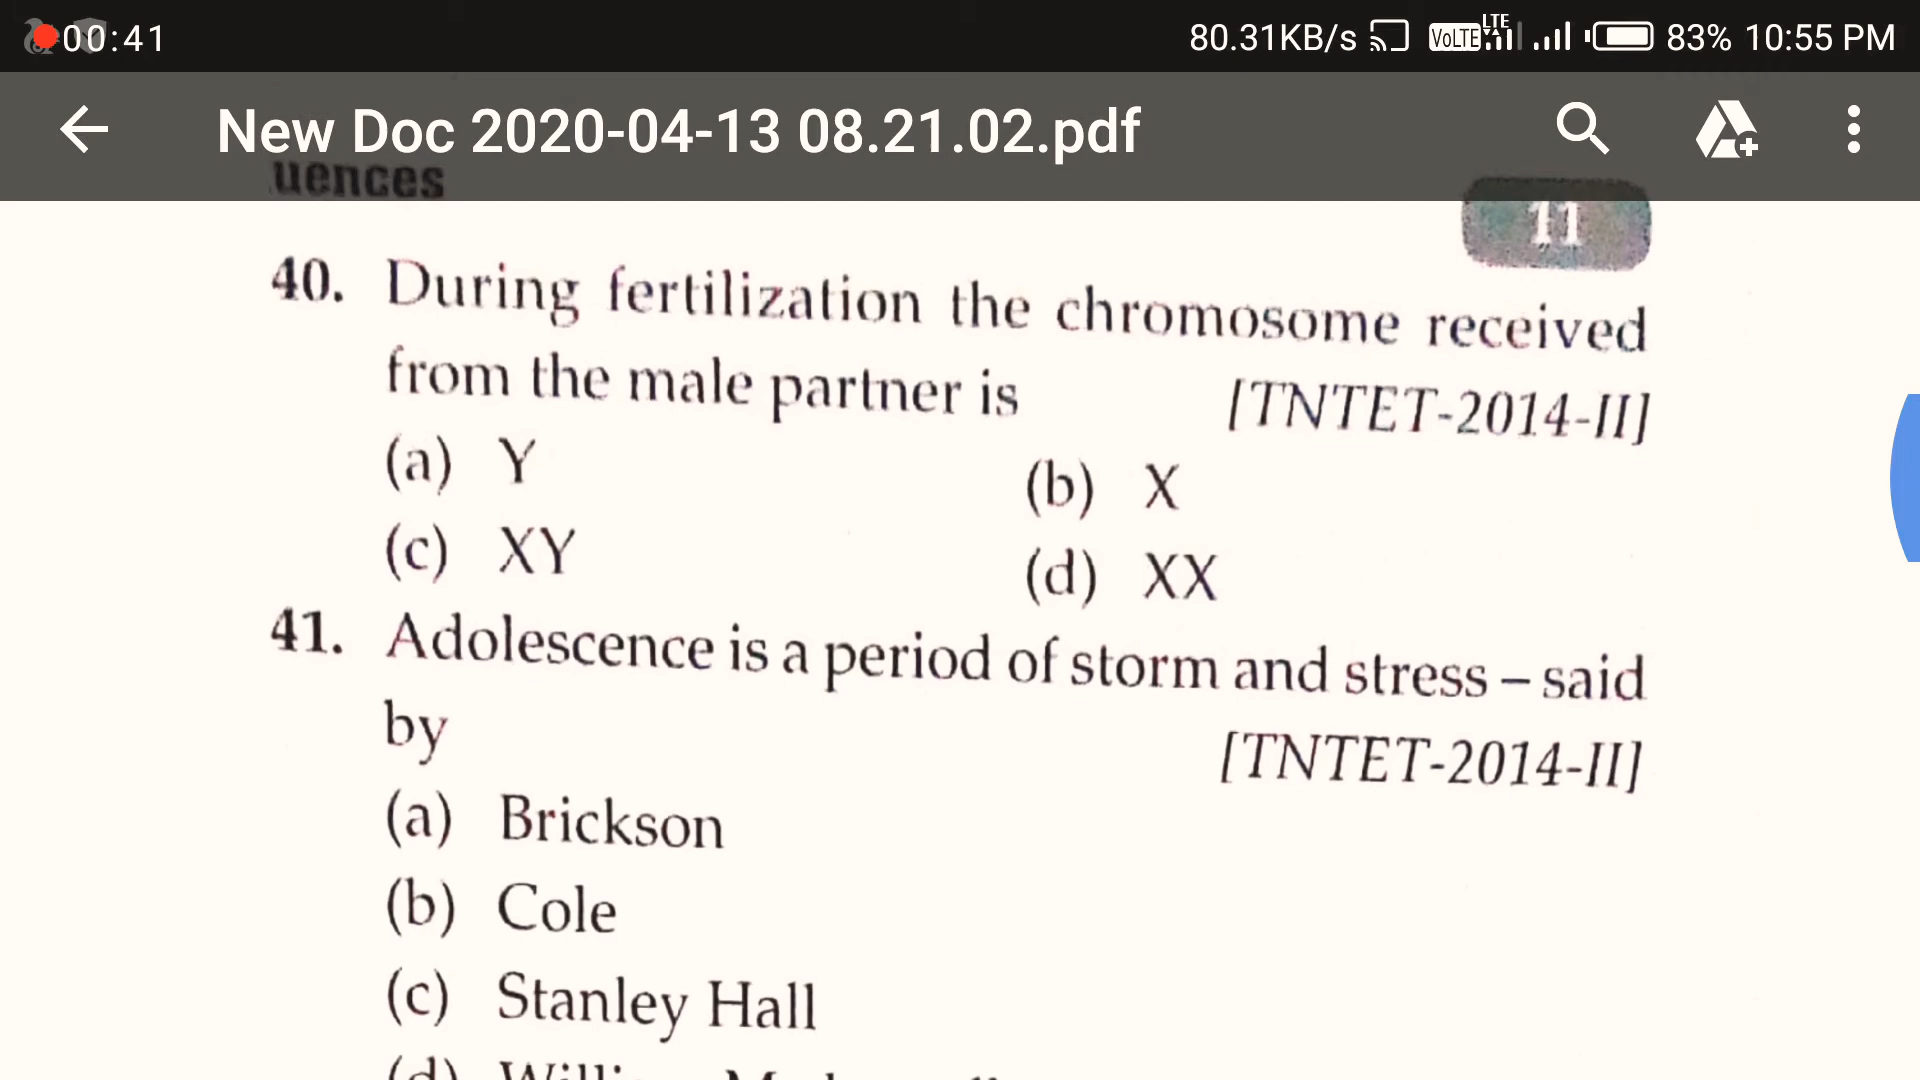 00:41 80.31KB/s VoLTE LTE 83% 10:55 PM
New Doc 2020-04-13 08.21.02.pdf
uences
11
40. During fertilization the chromosome received
from the male partner is [TNTET-2014-II]
(a) Y (b) X
(c) XY (d) XX
41. Adolescence is a period of storm and stress – said
by [TNTET-2014-II]
(a) Brickson
(b) Cole
(c) Stanley Hall
(d)